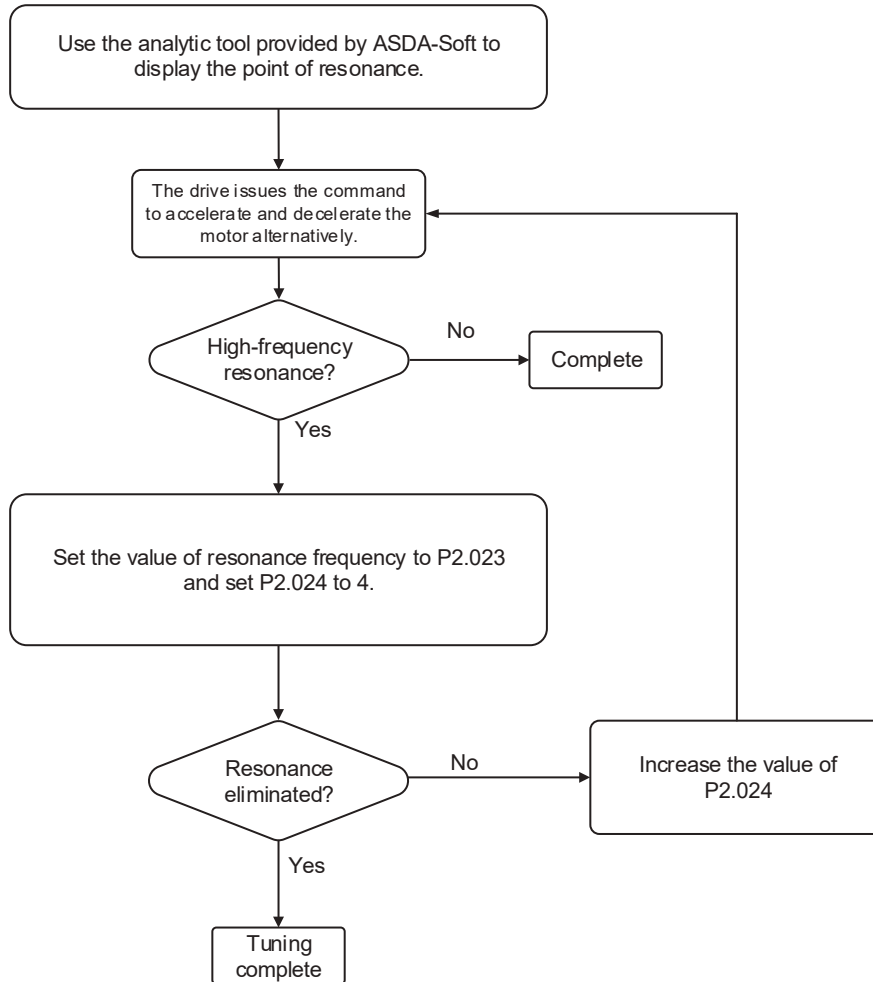 Use the analytic tool provided by ASDA-Soft to
display the point of resonance.
The drive issues the command
to accelerate and decelerate the
motor alternatively.
High-frequency
resonance?
No
Complete
Yes
Set the value of resonance frequency to P2.023
and set P2.024 to 4.
Resonance
eliminated?
No
Increase the value of
P2.024
Yes
Tuning
complete